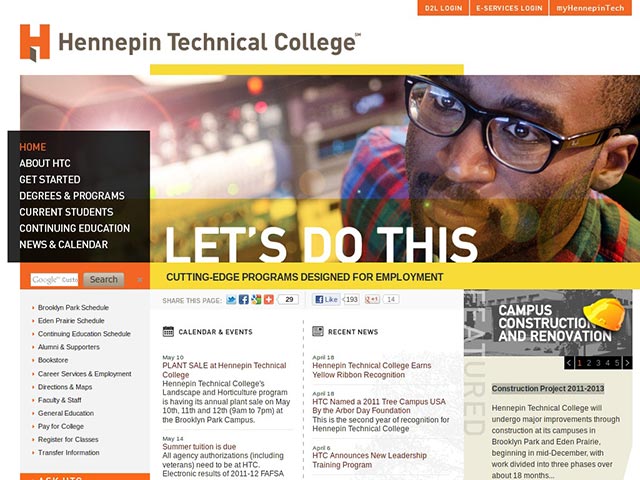 D2L LOGIN
E-SERVICES LOGIN
myHennepinTech
Hennepin Technical College SM
HOME
ABOUT HTC
GET STARTED
DEGREES & PROGRAMS
CURRENT STUDENTS
CONTINUING EDUCATION
NEWS & CALENDAR
LET'S DO THIS
CUTTING-EDGE PROGRAMS DESIGNED FOR EMPLOYMENT
Google™ Custo
Search
Brooklyn Park Schedule
Eden Prairie Schedule
Continuing Education Schedule
Alumni & Supporters
Bookstore
Career Services & Employment
Directions & Maps
Faculty & Staff
General Education
Pay for College
Register for Classes
Transfer Information
SHARE THIS PAGE:
29
Like
193
+1
14
CALENDAR & EVENTS
May 10
PLANT SALE at Hennepin Technical
College
Hennepin Technical College's
Landscape and Horticulture program
is having its annual plant sale on May
10th, 11th and 12th (9am to 7pm) at
the Brooklyn Park Campus.
May 14
Summer tuition is due
All agency authorizations (including
veterans) need to be at HTC.
Electronic results of 2011-12 FAFSA
RECENT NEWS
April 18
Hennepin Technical College Earns
Yellow Ribbon Recognition
April 18
HTC Named a 2011 Tree Campus USA
By the Arbor Day Foundation
This is the second year of recognition for
Hennepin Technical College
April 6
HTC Announces New Leadership
Training Program
FEATURED
CAMPUS
CONSTRUCTION
AND RENOVATION
1 2 3 4 5
Construction Project 2011-2013
Hennepin Technical College will
undergo major improvements through
construction at its campuses in
Brooklyn Park and Eden Prairie,
beginning in mid-December, with
work divided into three phases over
about 18 months...